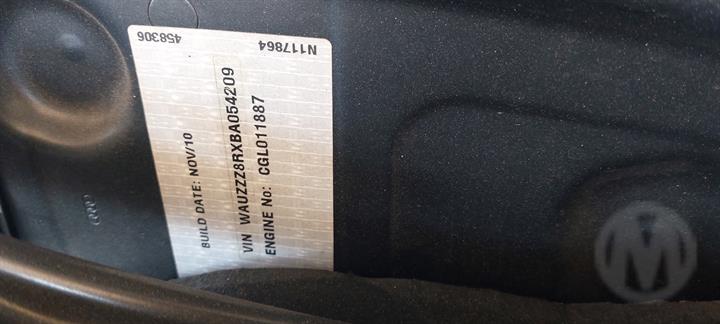 N117864
458306
BUILD DATE: NOV/10
VIN WAUZZZ8RXBA054209
ENGINE No: CGL011887
M